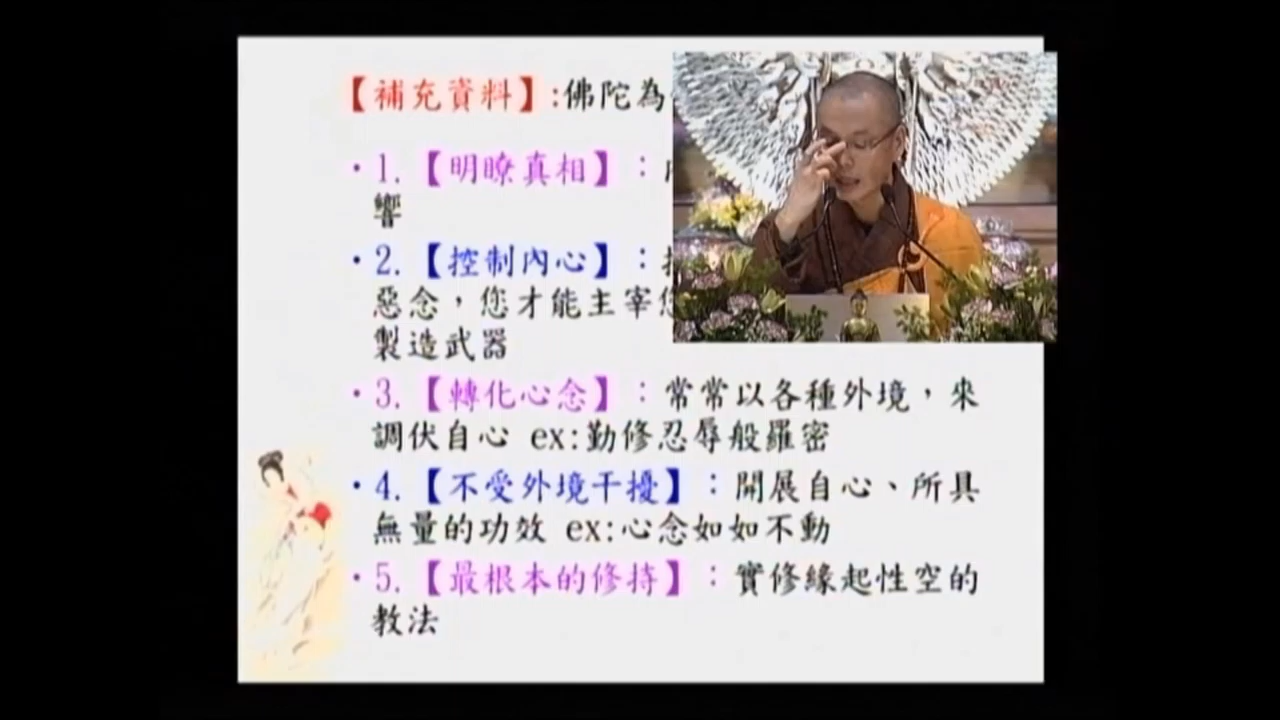 【補充資料】:佛陀為
・1.【明瞭真相】：
響
・2.【控制內心】：
惡念，您才能主宰
製造武器
・3.【轉化心念】：常常以各種外境，來
調伏自心 ex:勤修忍辱般羅密
・4.【不受外境干擾】：開展自心、所具
無量的功效 ex:心念如如不動
・5.【最根本的修持】：實修緣起性空的
教法